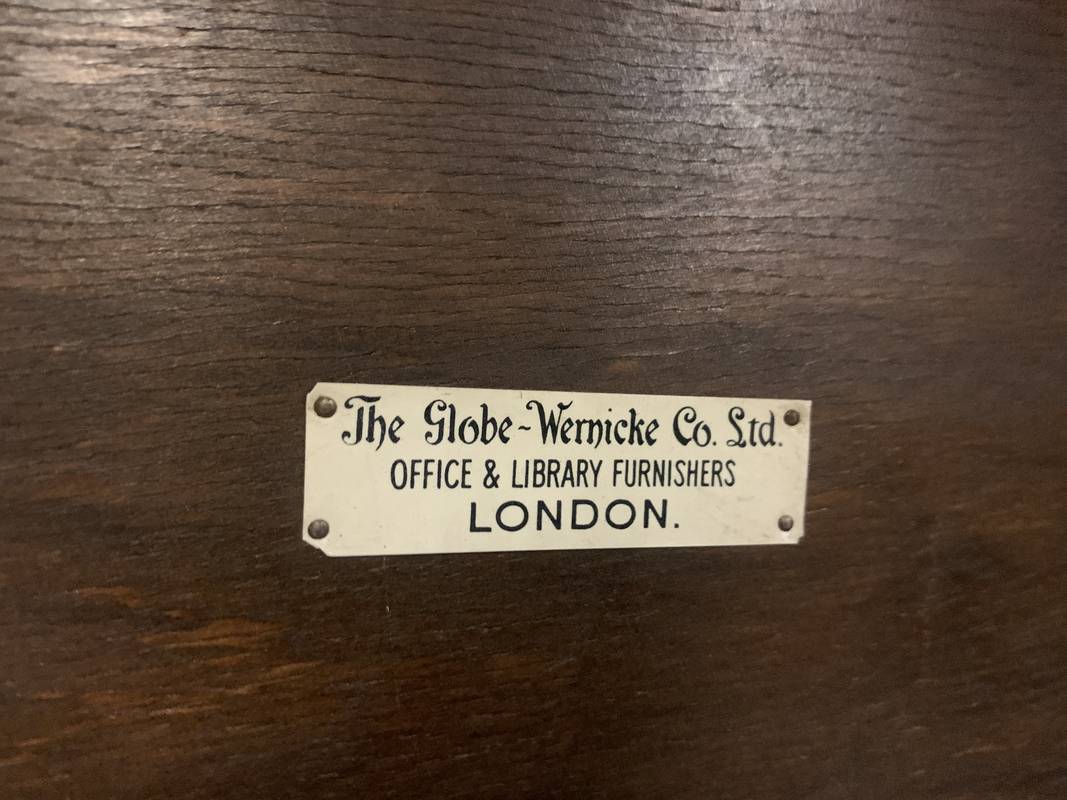 The Globe-Wernicke Co. Ltd.
OFFICE & LIBRARY FURNISHERS
LONDON.